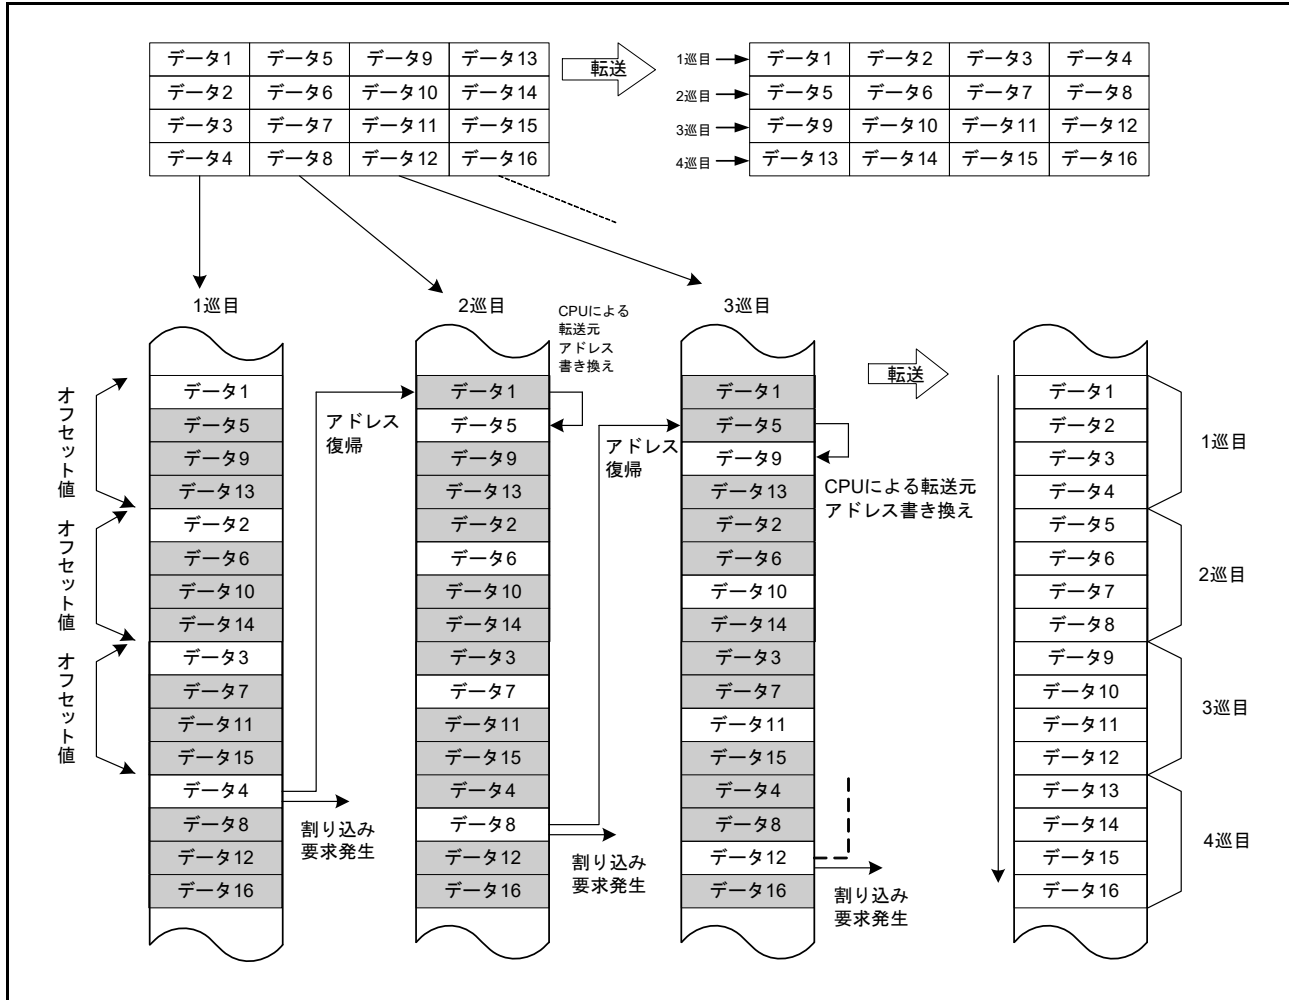 データ1 データ5 データ9 データ13
データ2 データ6 データ10 データ14
データ3 データ7 データ11 データ15
データ4 データ8 データ12 データ16
転送
1巡目 データ1 データ2 データ3 データ4
2巡目 データ5 データ6 データ7 データ8
3巡目 データ9 データ10 データ11 データ12
4巡目 データ13 データ14 データ15 データ16
1巡目
オフセット値
オフセット値
オフセット値
データ1
データ5
データ9
データ13
データ2
データ6
データ10
データ14
データ3
データ7
データ11
データ15
データ4
データ8
データ12
データ16
割り込み
要求発生
アドレス
復帰
2巡目
CPUによる
転送元
アドレス
書き換え
データ1
データ5
データ9
データ13
データ2
データ6
データ10
データ14
データ3
データ7
データ11
データ15
データ4
データ8
データ12
データ16
割り込み
要求発生
アドレス
復帰
3巡目
データ1
データ5
データ9
データ13
データ2
データ6
データ10
データ14
データ3
データ7
データ11
データ15
データ4
データ8
データ12
データ16
CPUによる転送元
アドレス書き換え
割り込み
要求発生
転送
データ1
データ2
データ3
データ4
データ5
データ6
データ7
データ8
データ9
データ10
データ11
データ12
データ13
データ14
データ15
データ16
1巡目
2巡目
3巡目
4巡目